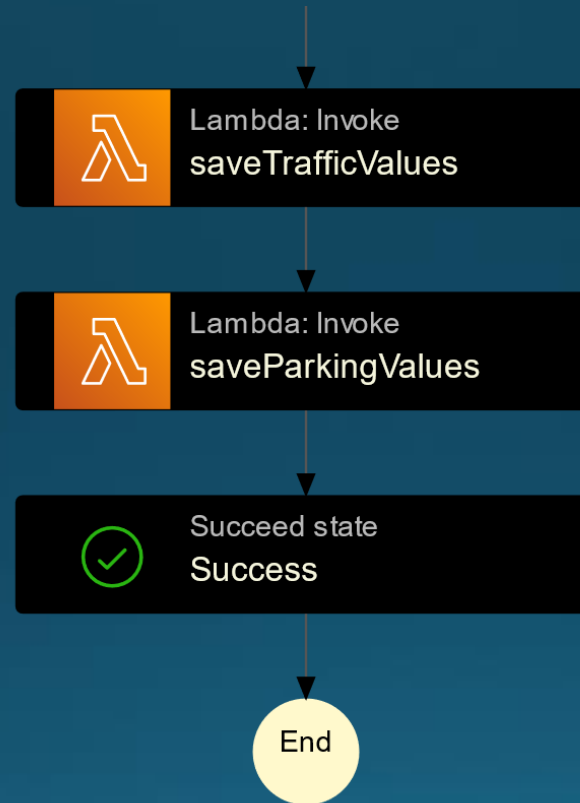 Lambda: Invoke
saveTrafficValues
Lambda: Invoke
saveParkingValues
Succeed state
Success
End